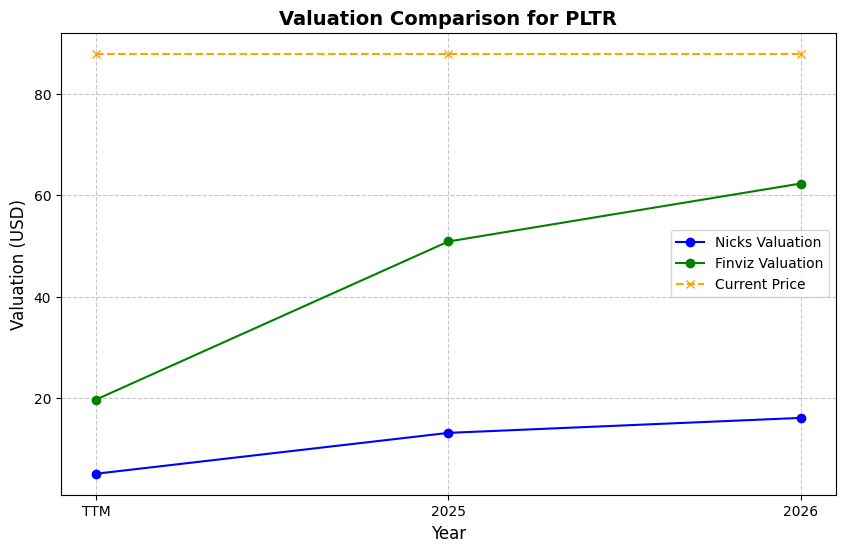 Valuation Comparison for PLTR
Valuation (USD)
80
60
40
20
Nicks Valuation
Finviz Valuation
Current Price
TTM
2025
2026
Year